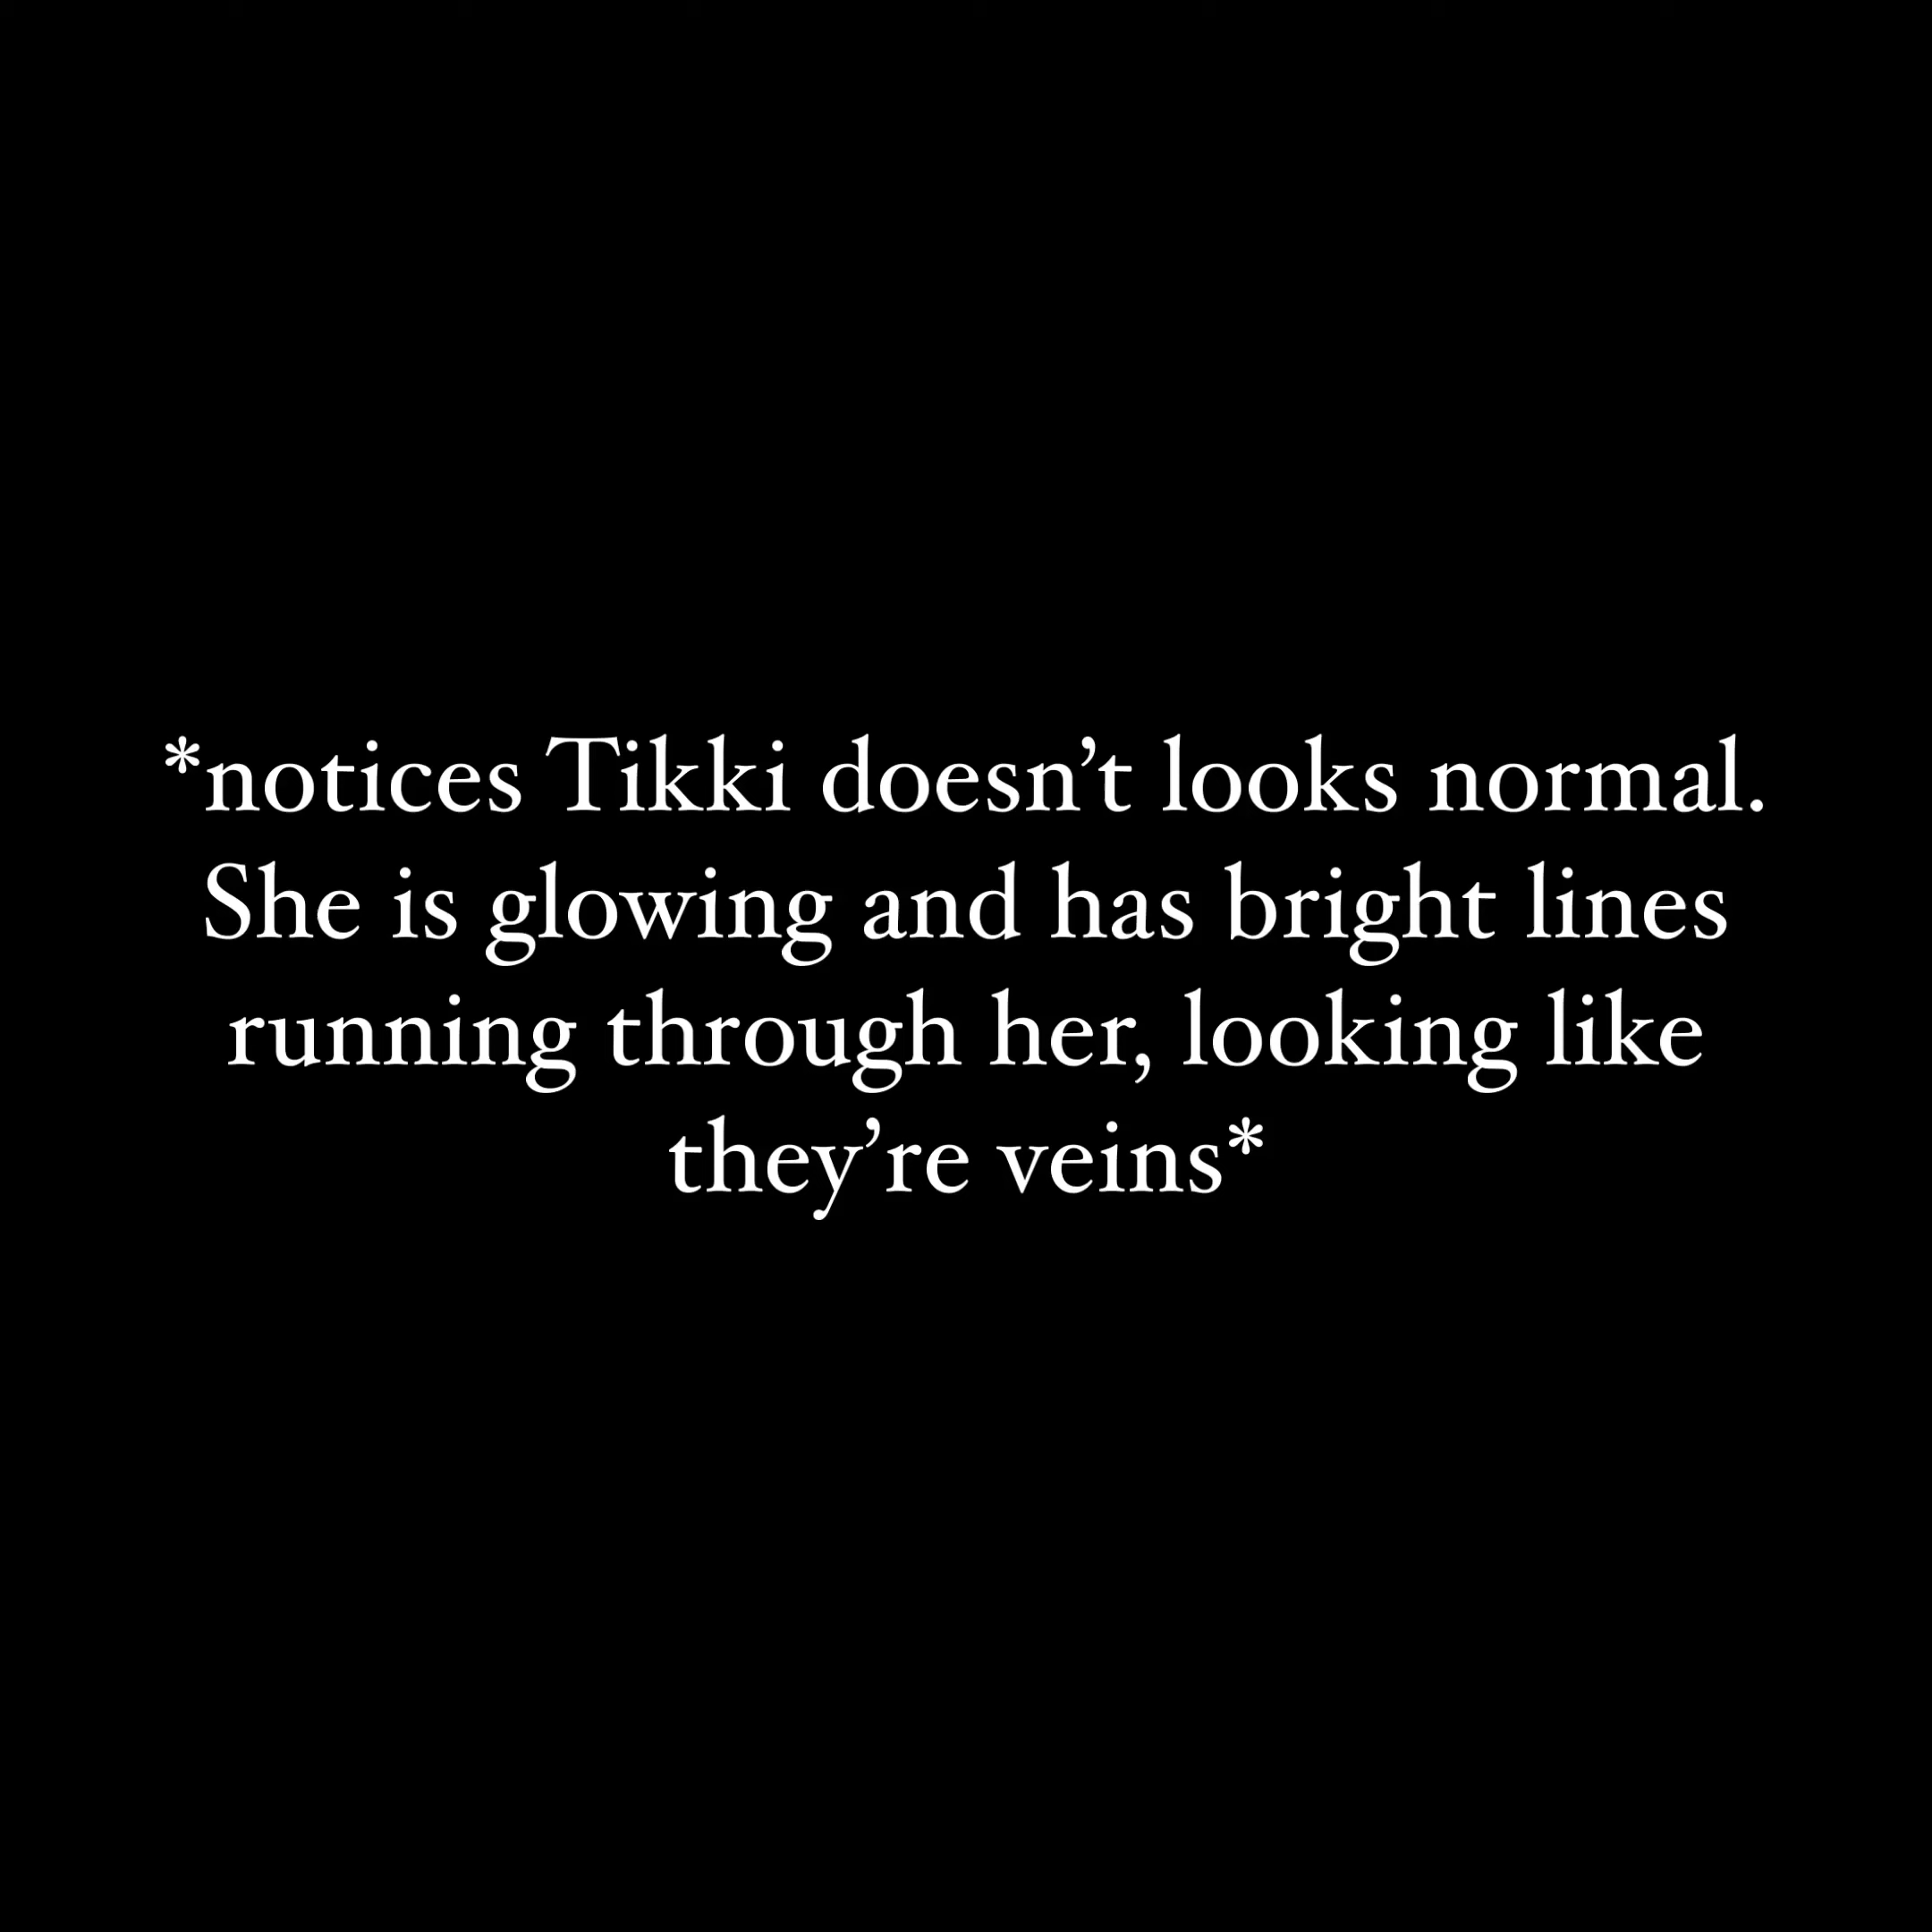 *notices Tikki doesn’t looks normal.
She is glowing and has bright lines
running through her, looking like
they’re veins*